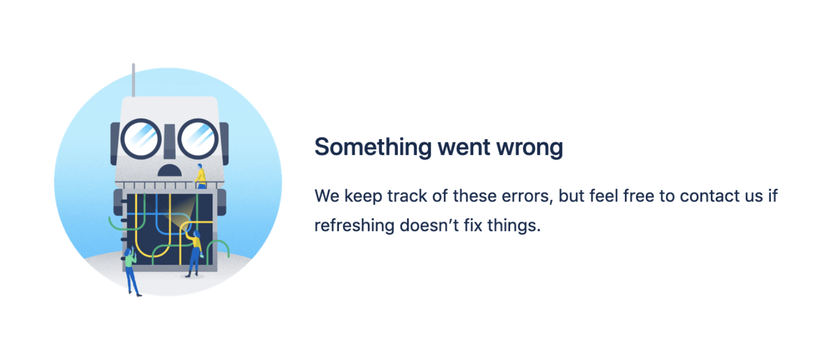 Something went wrong
We keep track of these errors, but feel free to contact us if
refreshing doesn’t fix things.